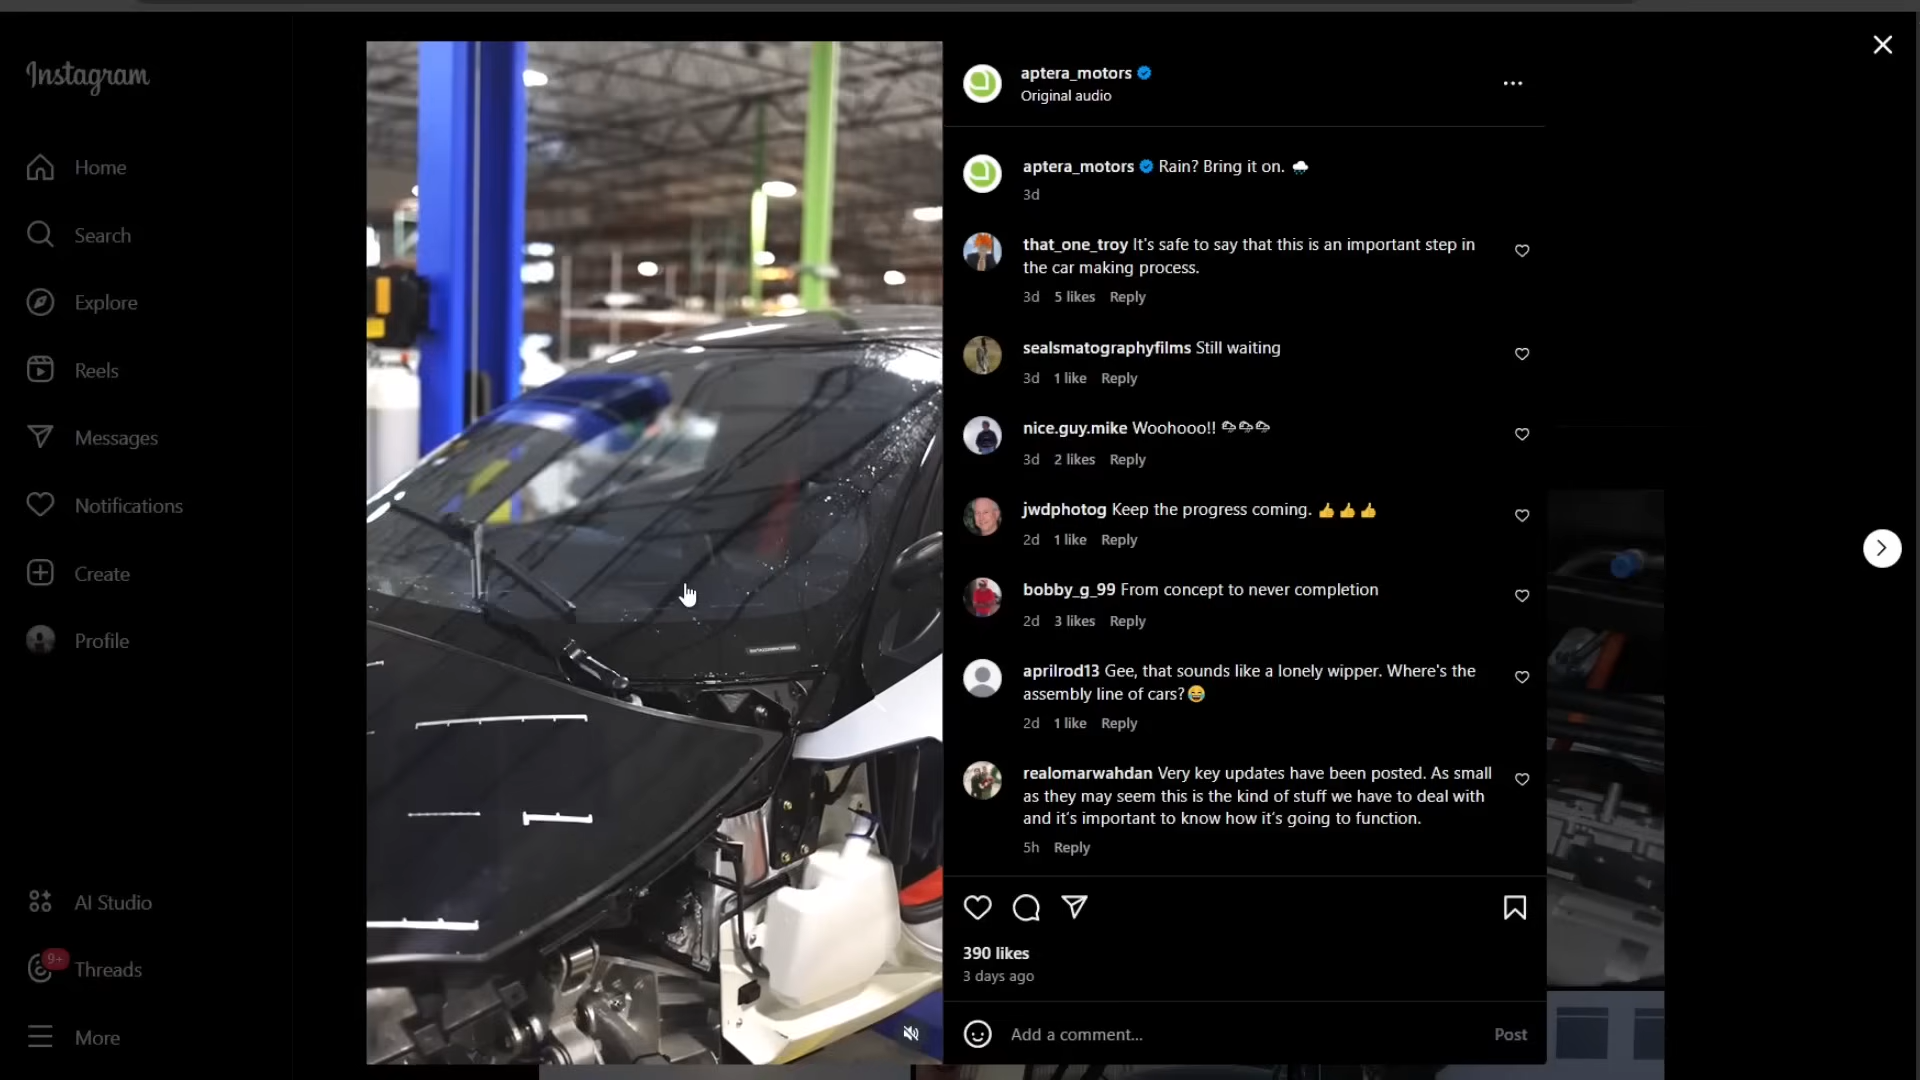 Instagram
Home
Search
Explore
Reels
Messages
Notifications
Create
Profile
AI Studio
9+
Threads
More
aptera_motors
Original audio
aptera_motors Rain? Bring it on. 🌧️
3d
that_one_troy It's safe to say that this is an important step in
the car making process.
3d 5 likes Reply
sealsmatographyfilms Still waiting
3d 1 like Reply
nice.guy.mike Woohooo!! 🌦🌦🌦
3d 2 likes Reply
jwdphotog Keep the progress coming. 👍👍👍
2d 1 like Reply
bobby_g_99 From concept to never completion
2d 3 likes Reply
aprilrod13 Gee, that sounds like a lonely wipper. Where's the
assembly line of cars?😂
2d 1 like Reply
realomarwahdan Very key updates have been posted. As small
as they may seem this is the kind of stuff we have to deal with
and it's important to know how it's going to function.
5h Reply
390 likes
3 days ago
Add a comment...
Post